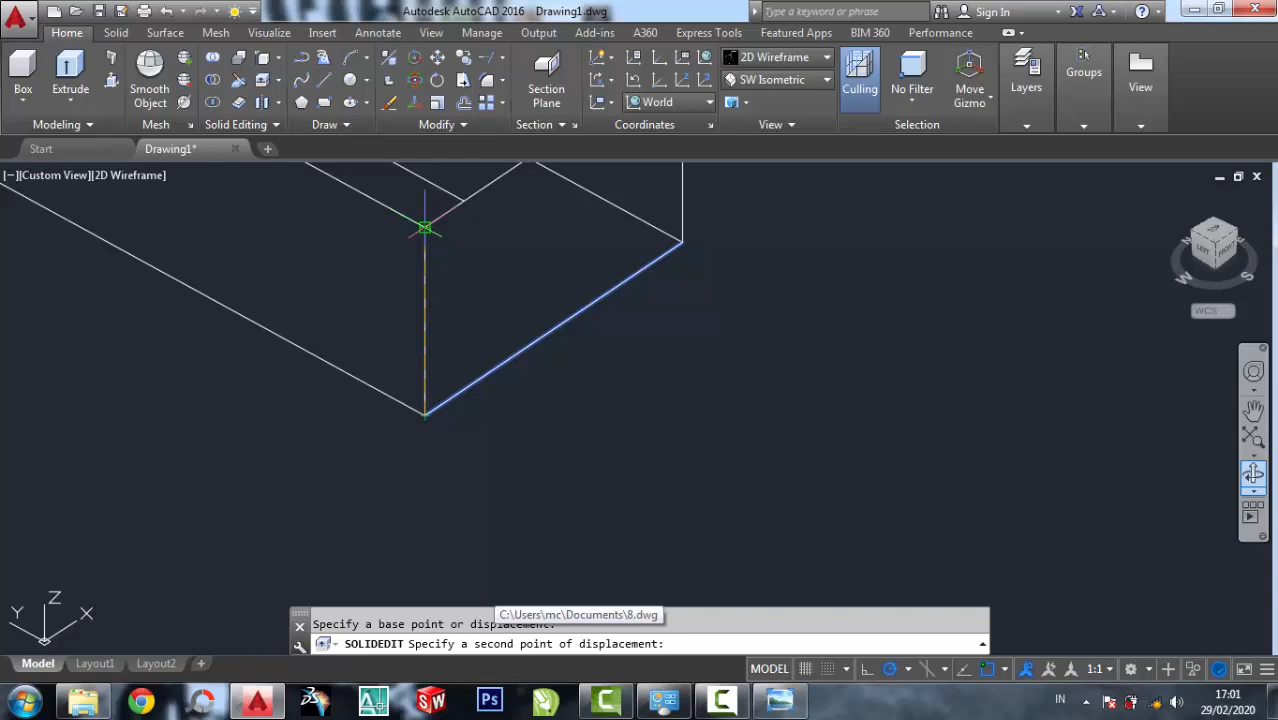 Autodesk AutoCAD 2016 Drawing1.dwg
Type a keyword or phrase
Sign In
Home Solid Surface Mesh Visualize Insert Annotate View Manage Output Add-ins A360 Express Tools Featured Apps BIM 360 Performance
Box
Extrude
Smooth Object
Section Plane
World
2D Wireframe
SW Isometric
Culling
No Filter
Move Gizmo
Layers
Groups
View
Modeling
Mesh
Solid Editing
Draw
Modify
Section
Coordinates
View
Selection
Start
Drawing1*
[−][Custom View][2D Wireframe]
LEFT
FRONT
N
E
W
S
WCS
Z
Y
X
C:\Users\mc\Documents\8.dwg
Specify a base point or displacement:
SOLIDEDIT Specify a second point of displacement:
Model
Layout1
Layout2
MODEL
1:1
SW
Ps
IN
17:01
29/02/2020